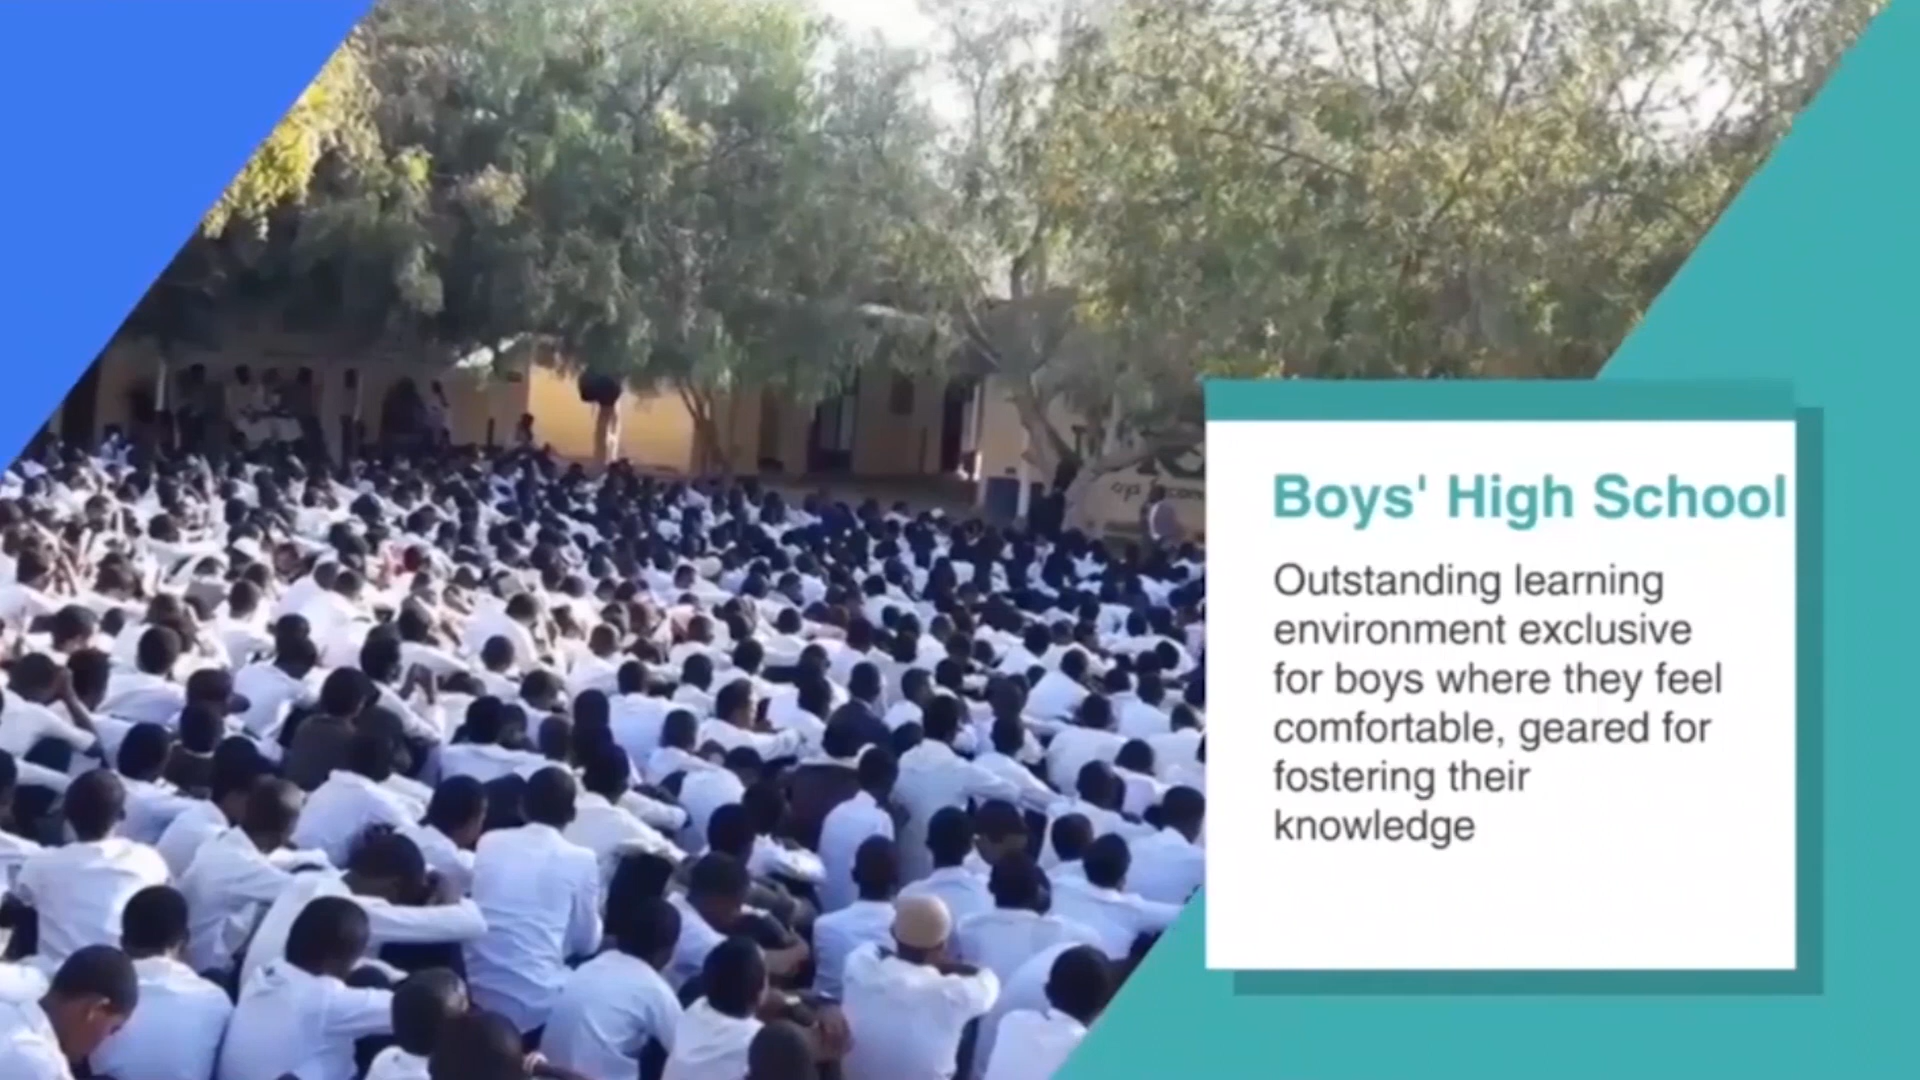 Boys' High School
Outstanding learning
environment exclusive
for boys where they feel
comfortable, geared for
fostering their
knowledge